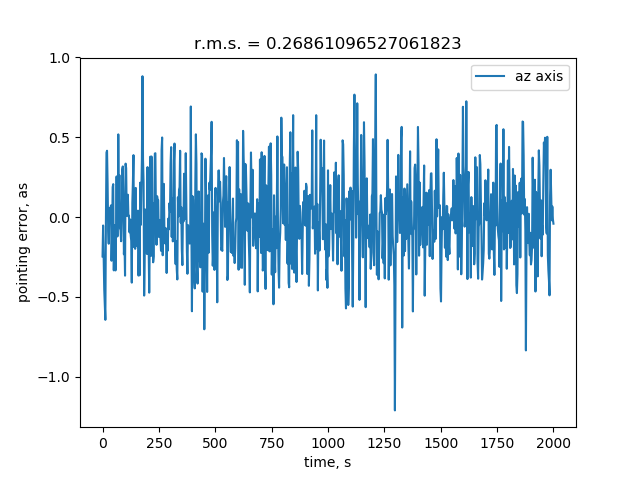 r.m.s. = 0.26861096527061823
az axis
1.0
0.5
0.0
−0.5
−1.0
pointing error, as
0 250 500 750 1000 1250 1500 1750 2000
time, s